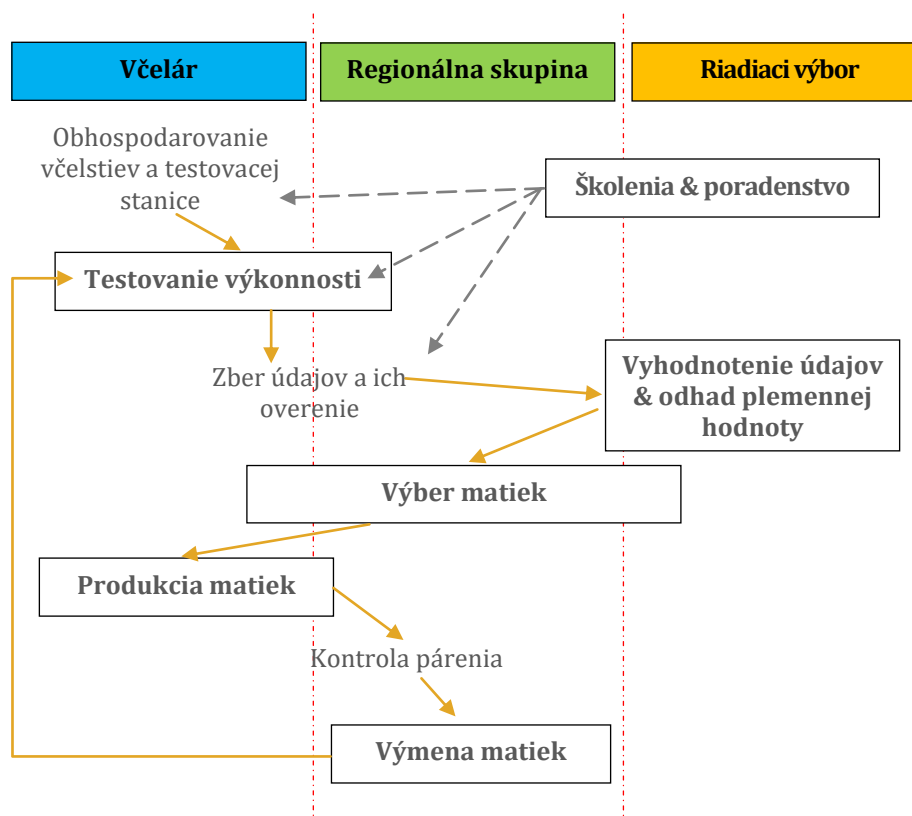 Včelár
Regionálna skupina
Riadiaci výbor
Obhospodarovanie
včelstiev a testovacej
stanice
Školenia & poradenstvo
Testovanie výkonnosti
Zber údajov a ich
overenie
Vyhodnotenie údajov
& odhad plemennej
hodnoty
Výber matiek
Produkcia matiek
Kontrola párenia
Výmena matiek